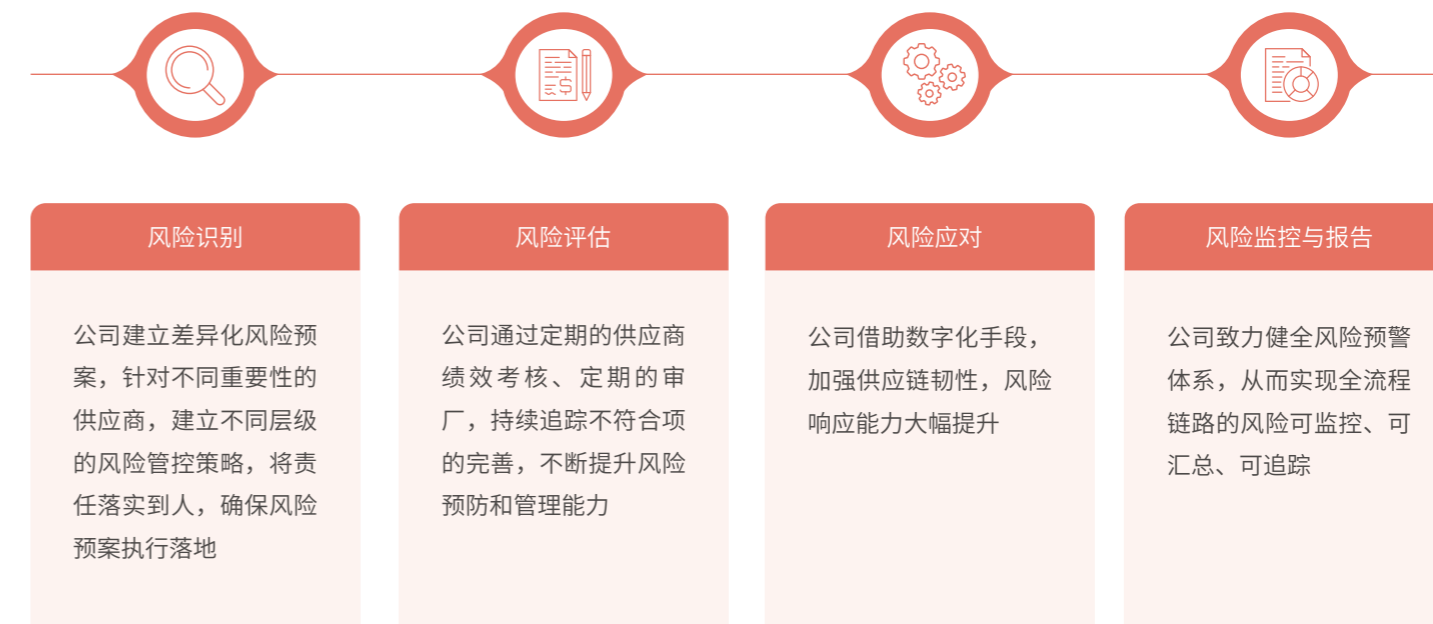 风险识别
公司建立差异化风险预
案，针对不同重要性的
供应商，建立不同层级
的风险管控策略，将责
任落实到人，确保风险
预案执行落地
风险评估
公司通过定期的供应商
绩效考核、定期的审
厂，持续追踪不符合项
的完善，不断提升风险
预防和管理能力
风险应对
公司借助数字化手段，
加强供应链韧性，风险
响应能力大幅提升
风险监控与报告
公司致力健全风险预警
体系，从而实现全流程
链路的风险可监控、可
汇总、可追踪